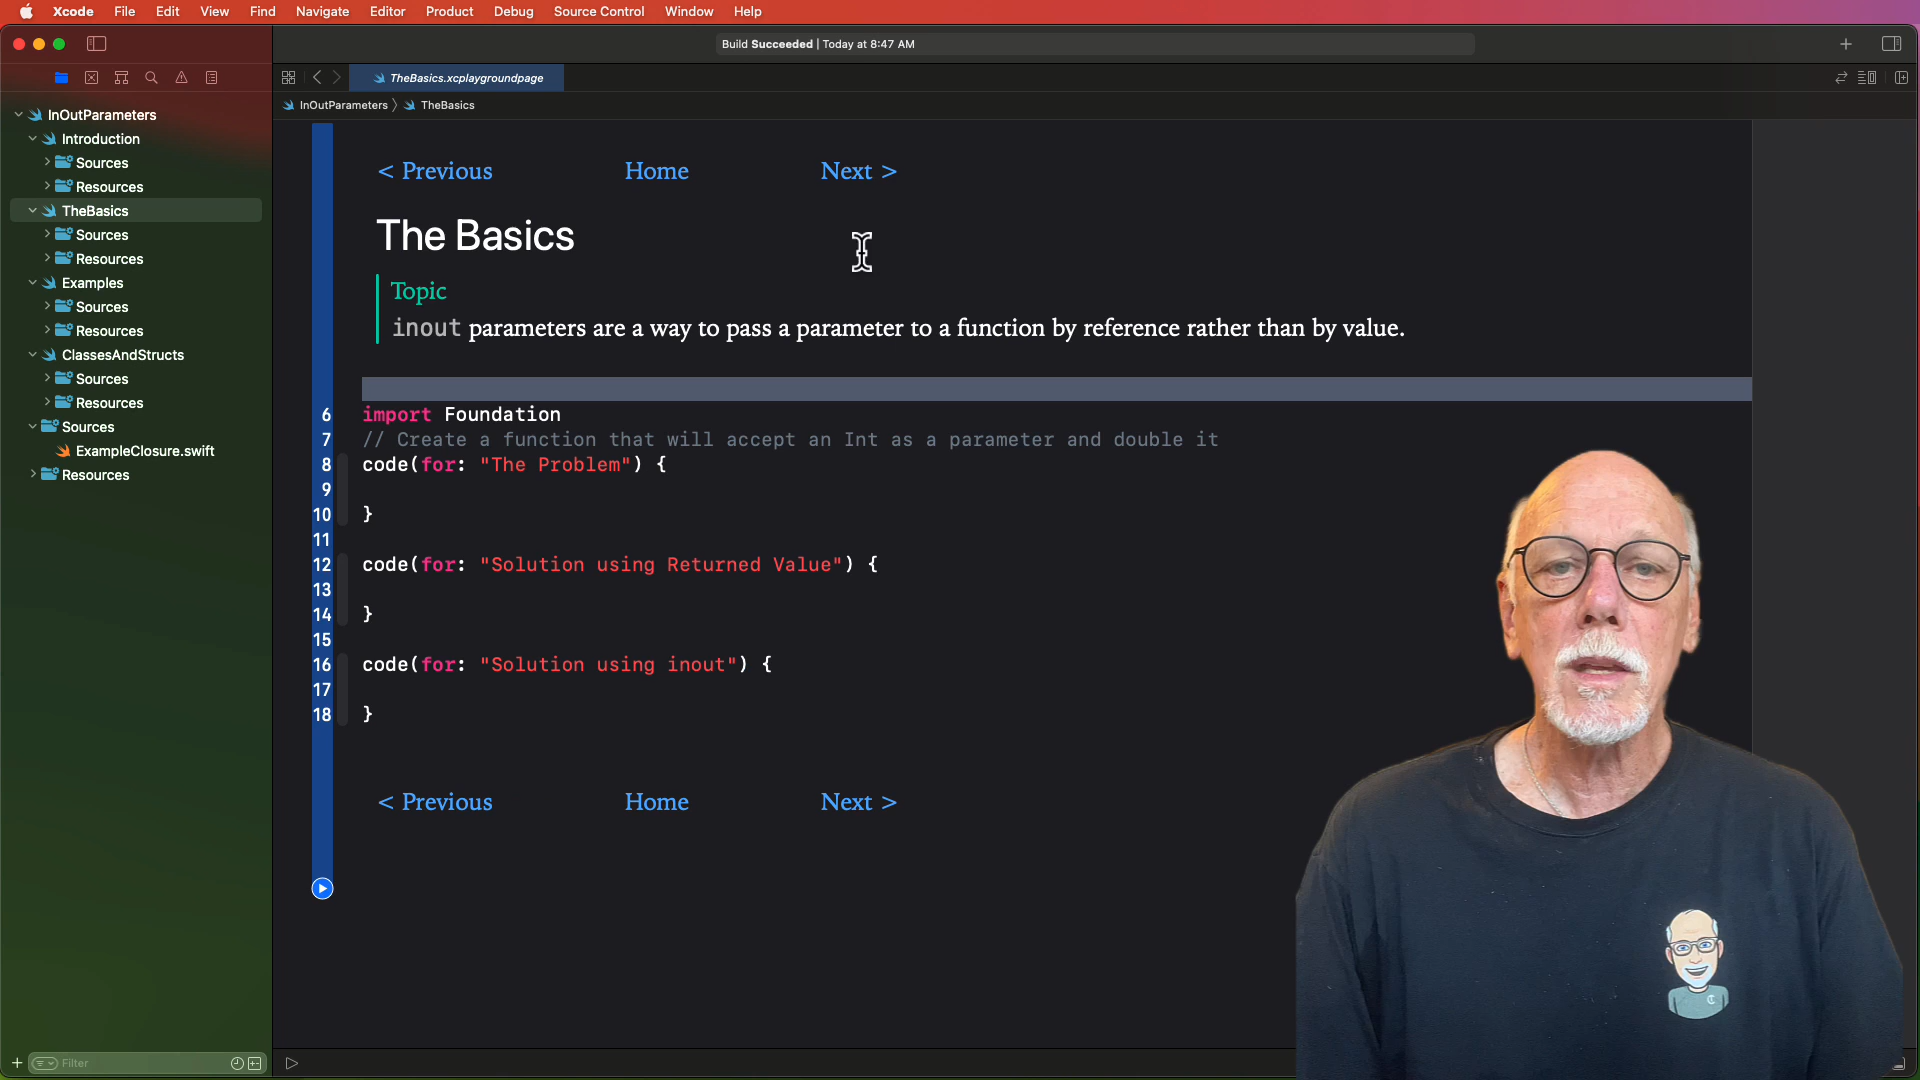 Xcode File Edit View Find Navigate Editor Product Debug Source Control Window Help
Build Succeeded | Today at 8:47 AM
TheBasics.xcplaygroundpage
InOutParameters
TheBasics
InOutParameters
Introduction
Sources
Resources
TheBasics
Sources
Resources
Examples
Sources
Resources
ClassesAndStructs
Sources
Resources
Sources
ExampleClosure.swift
Resources
Filter
< Previous
Home
Next >
The Basics
Topic
inout parameters are a way to pass a parameter to a function by reference rather than by value.
6 import Foundation
7 // Create a function that will accept an Int as a parameter and double it
8 code(for: "The Problem") {
9
10 }
11
12 code(for: "Solution using Returned Value") {
13
14 }
15
16 code(for: "Solution using inout") {
17
18 }
< Previous
Home
Next >